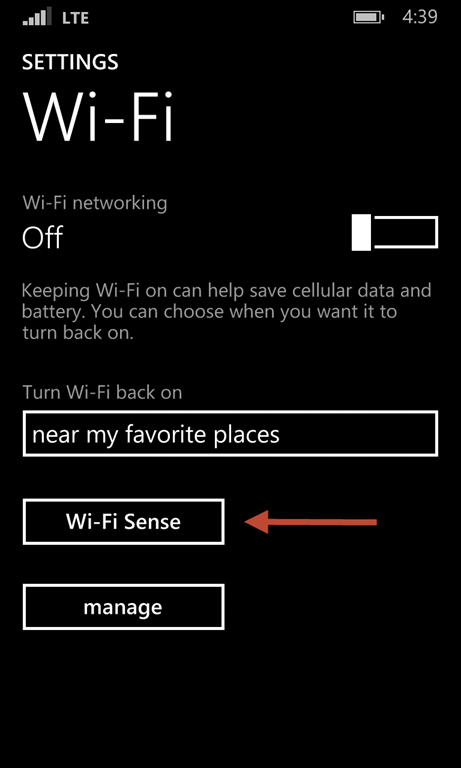 LTE 4:39
SETTINGS
Wi-Fi
Wi-Fi networking
Off
Keeping Wi-Fi on can help save cellular data and
battery. You can choose when you want it to
turn back on.
Turn Wi-Fi back on
near my favorite places
Wi-Fi Sense
manage